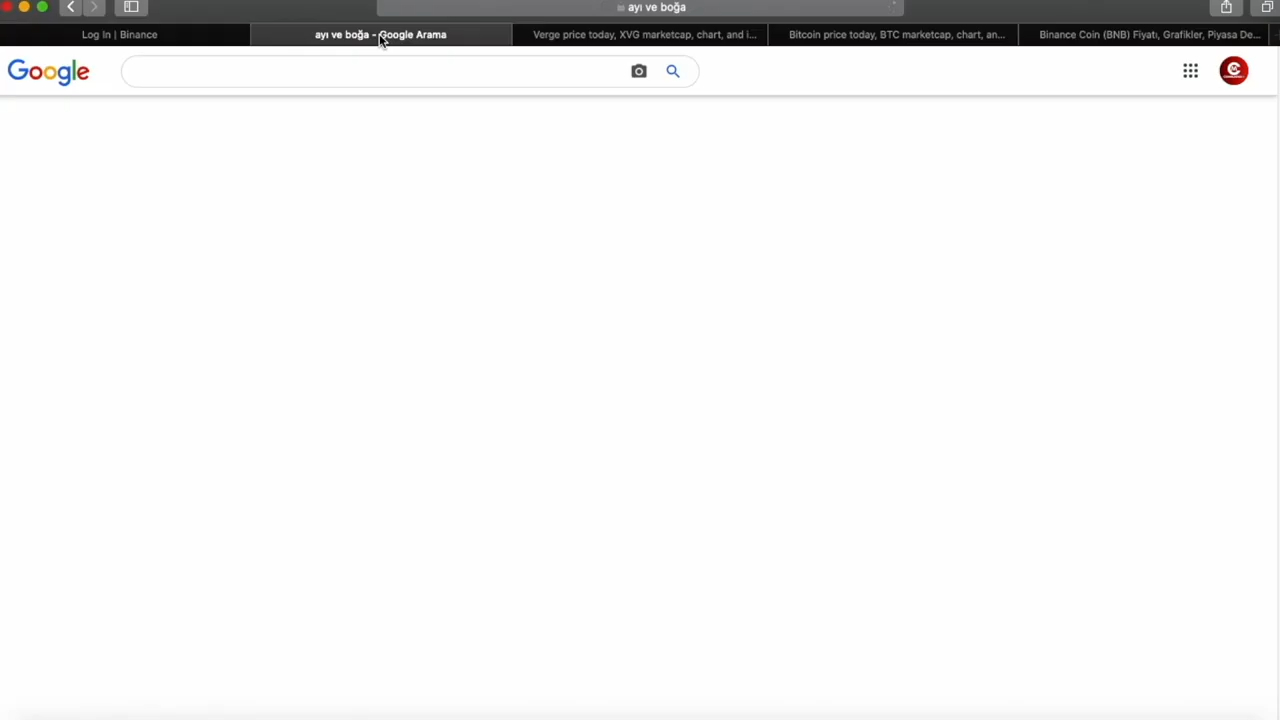 ayı ve boğa
Log In | Binance
ayı ve boğa - Google Arama
Verge price today, XVG marketcap, chart, and i...
Bitcoin price today, BTC marketcap, chart, an...
Binance Coin (BNB) Fiyatı, Grafikler, Piyasa De...
Google